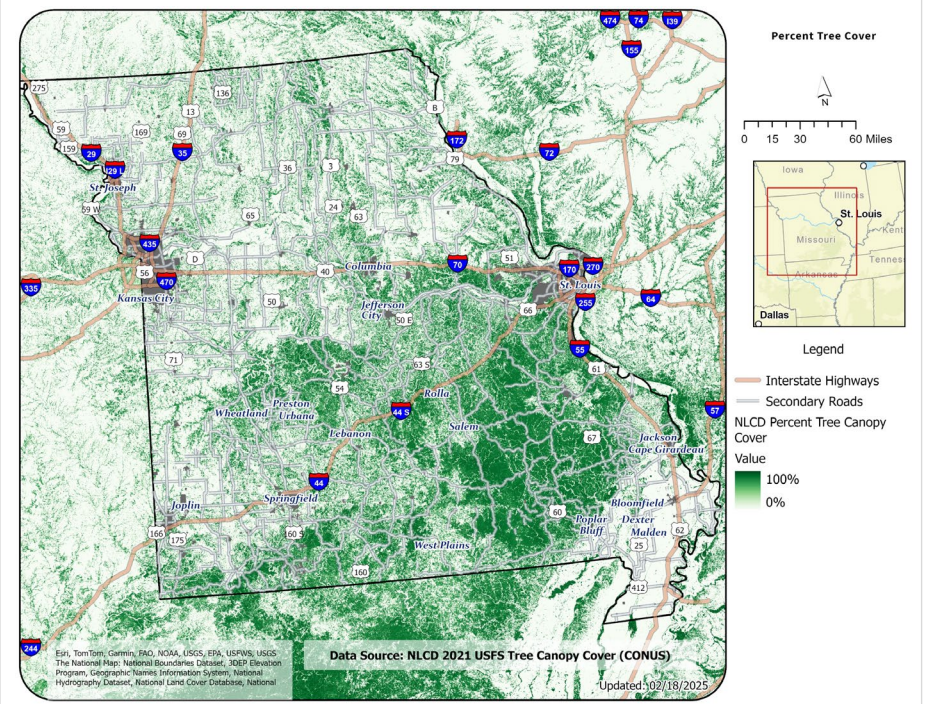 Percent Tree Cover
N
0 15 30 60 Miles
Iowa
Illinois
St. Louis
Missouri
Kent
Tennes
Arkansas
Dallas
Legend
Interstate Highways
Secondary Roads
NLCD Percent Tree Canopy
Cover
Value
100%
0%
474
74
I39
155
275
136
13
B
59
169
69
172
159
29
35
79
72
I29 L
36
3
St. Joseph
59 W
24
65
63
435
D
51
70
170
270
Columbia
40
335
56
470
St. Louis
Kansas City
50
Jefferson
City
50 E
66
255
64
71
63 S
55
61
54
Rolla
Preston
Wheatland
Urbana
44 S
57
Lebanon
Salem
67
Jackson
Cape Girardeau
44
Springfield
Joplin
Bloomfield
60
Poplar
Bluff
Dexter
Malden
62
166
175
60 S
West Plains
25
160
412
244
Esri, TomTom, Garmin, FAO, NOAA, USGS, EPA, USFWS, USGS
The National Map: National Boundaries Dataset, 3DEP Elevation
Program, Geographic Names Information System, National
Hydrography Dataset, National Land Cover Database, National
Data Source: NLCD 2021 USFS Tree Canopy Cover (CONUS)
Updated: 02/18/2025